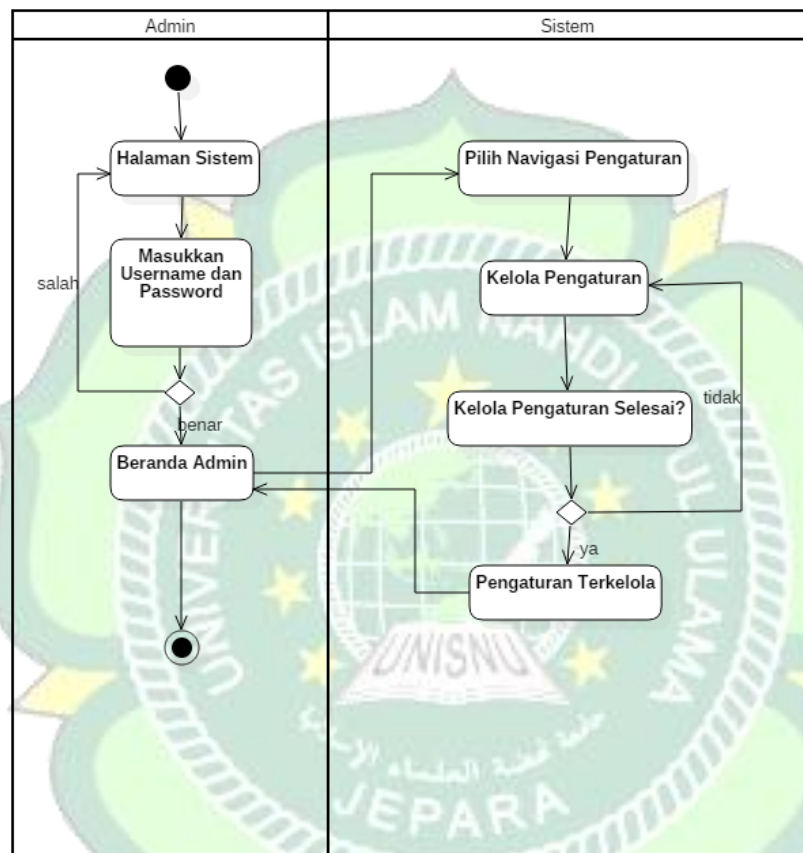 Admin
Sistem
Halaman Sistem
Masukkan
Username dan
Password
salah
benar
Beranda Admin
Pilih Navigasi Pengaturan
Kelola Pengaturan
Kelola Pengaturan Selesai?
tidak
ya
Pengaturan Terkelola
UNIVERSITAS ISLAM NAHDLATUL ULAMA
UNISNU
JEPARA